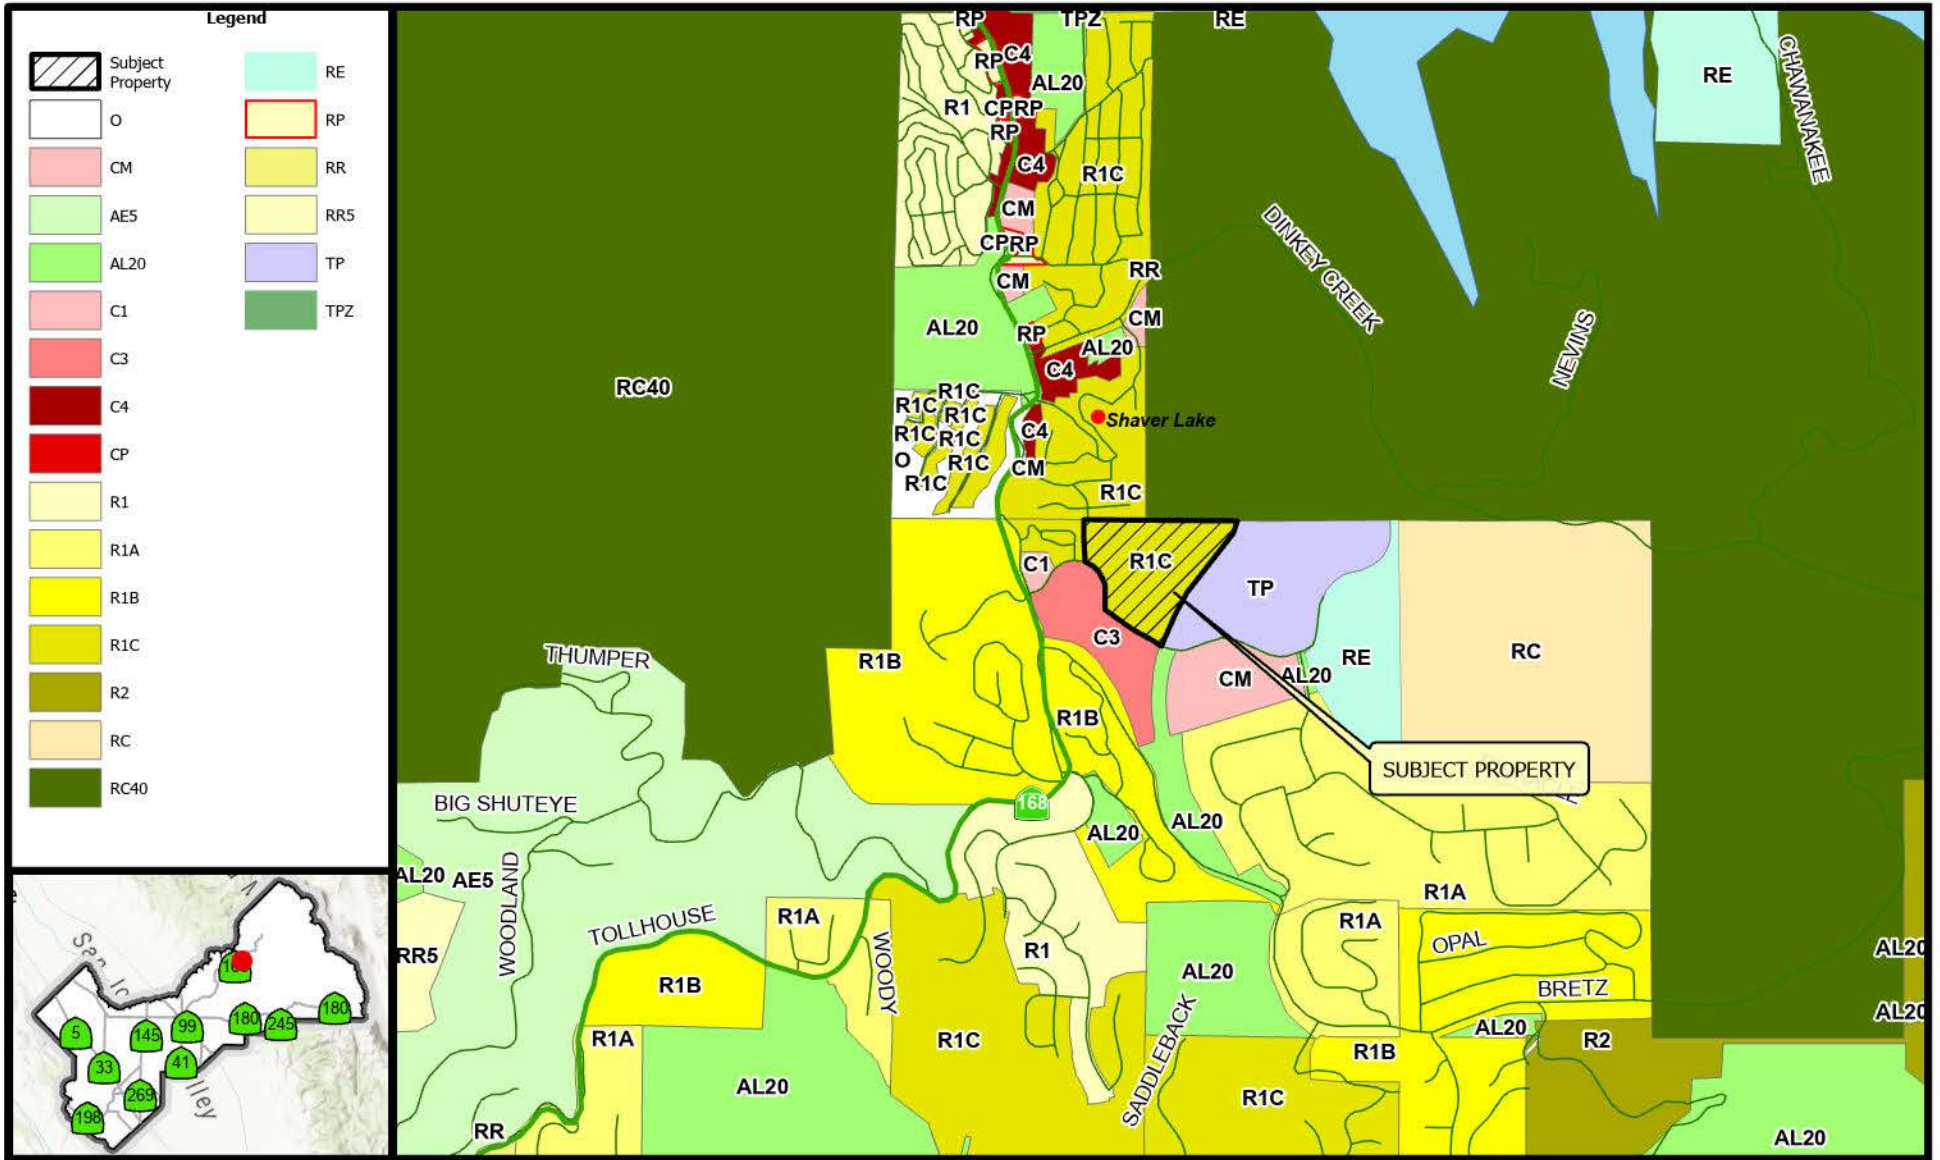 Legend
Subject
Property
O
CM
AE5
AL20
C1
C3
C4
CP
R1
R1A
R1B
R1C
R2
RC
RC40
RE
RP
RR
RR5
TP
TPZ
RP
TPZ
RE
C4
RP
AL20
RE
CHAWANAKEE
R1
CPRP
RP
C4
R1C
CM
DINKEY CREEK
CPRP
RR
CM
CM
AL20
RP
AL20
NEVINS
C4
RC40
R1C
R1C
R1C
Shaver Lake
R1C
R1C
C4
O
R1C
CM
R1C
R1C
C1
R1C
TP
C3
THUMPER
R1B
RE
RC
CM
AL20
R1B
SUBJECT PROPERTY
BIG SHUTEYE
168
AL20
AL20
AL20
AE5
WOODLAND
R1A
TOLLHOUSE
R1A
R1A
OPAL
RR5
WOODY
R1
AL20
AL20
R1B
BRETZ
AL20
R1A
R1C
SADDLEBACK
AL20
R2
R1B
AL20
R1C
RR
AL20
San Jo
lley
5
145
99
180
245
180
33
41
269
198